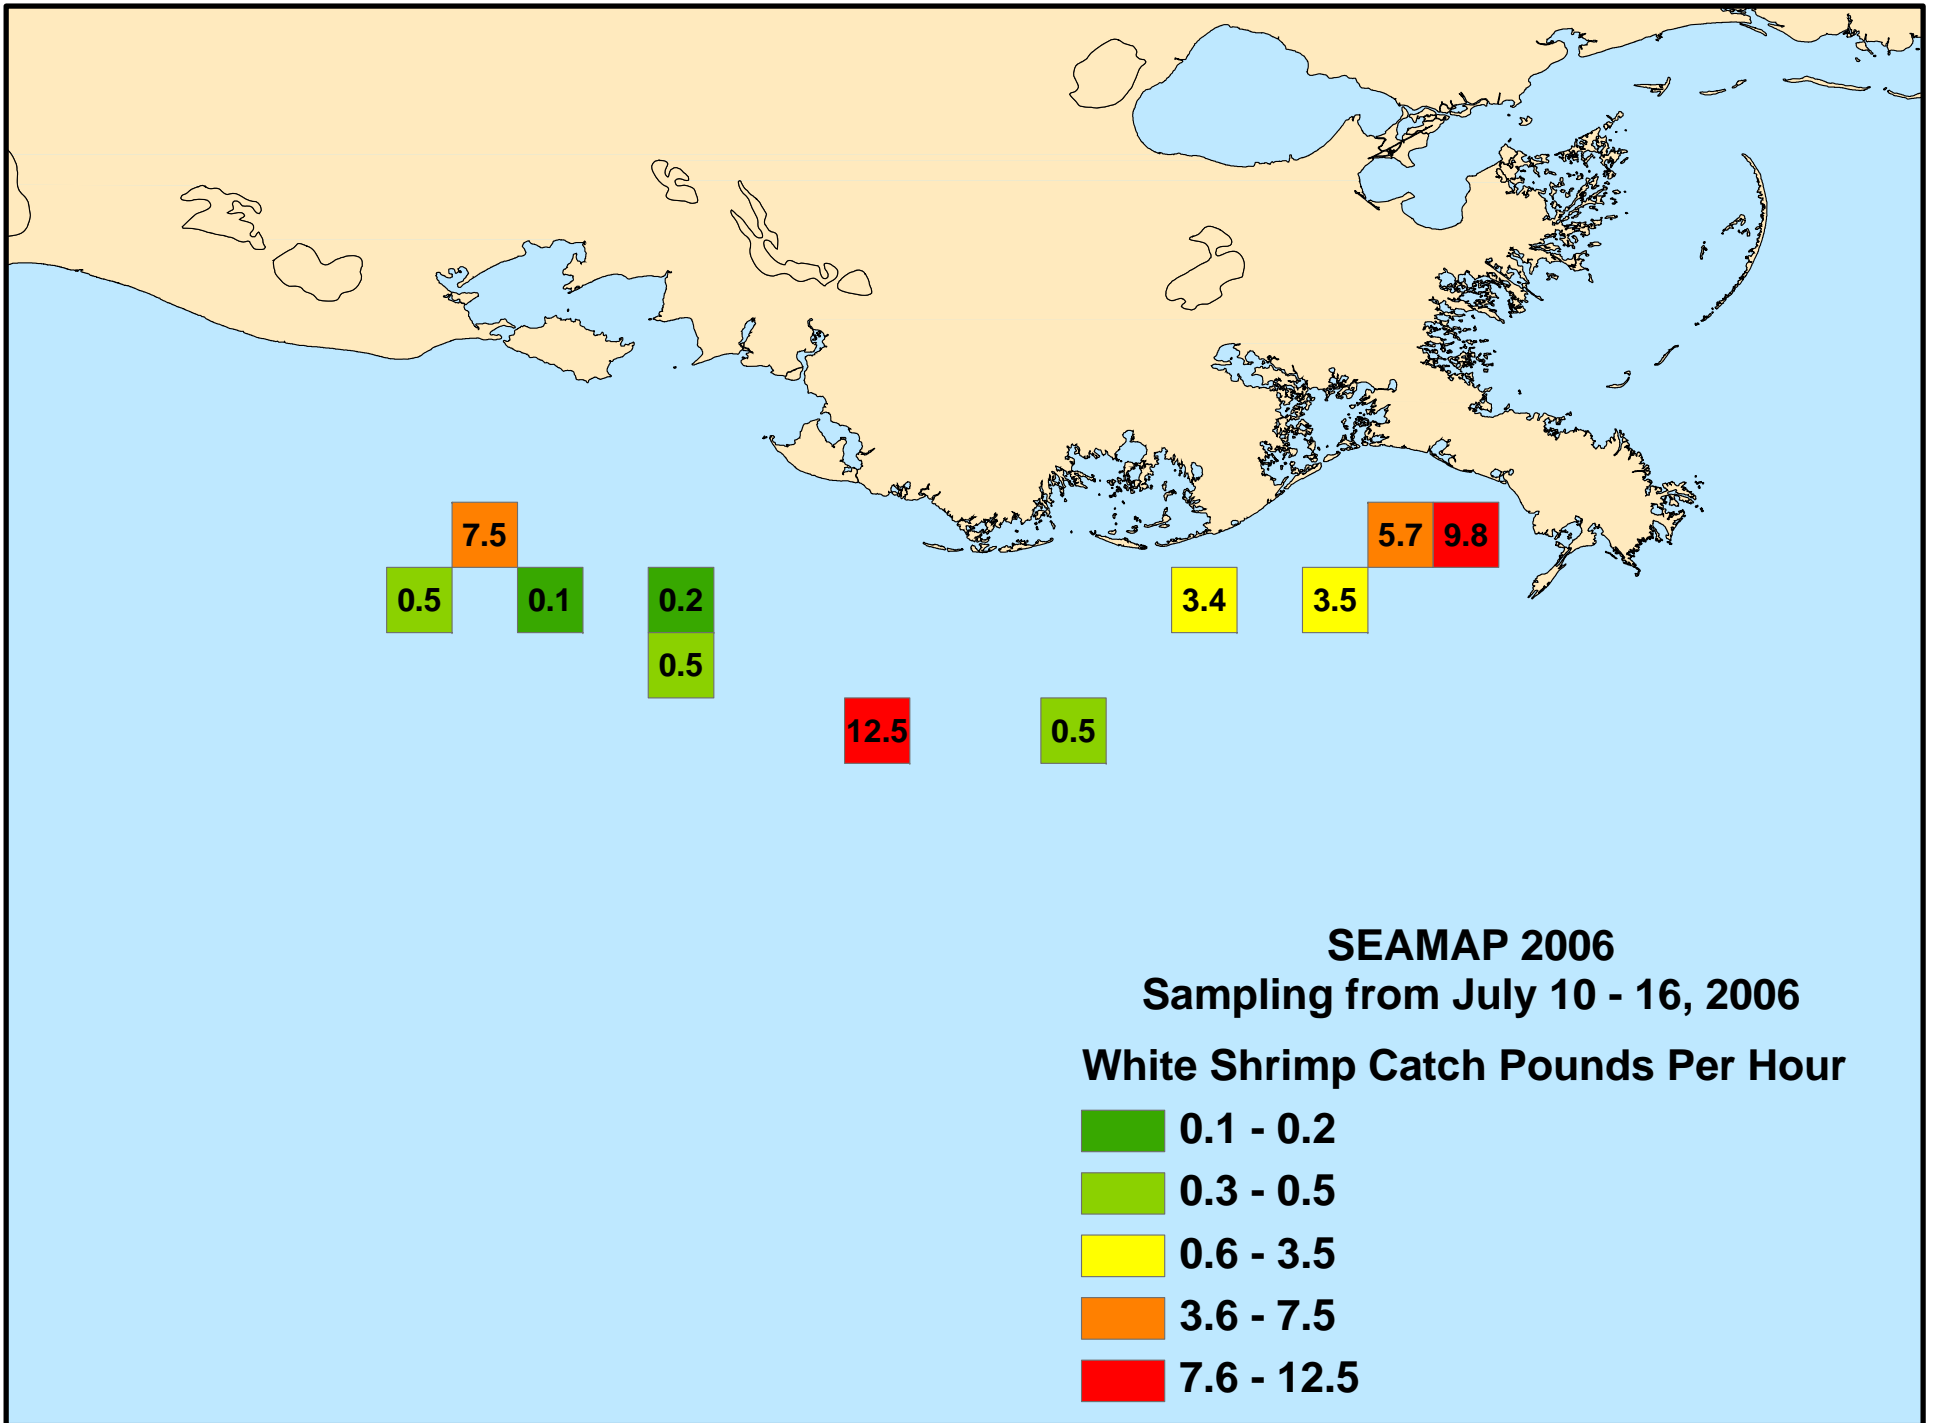 7.5
5.7 9.8
0.5 0.1 0.2 3.4 3.5
0.5
12.5 0.5
SEAMAP 2006
Sampling from July 10 - 16, 2006
White Shrimp Catch Pounds Per Hour
0.1 - 0.2
0.3 - 0.5
0.6 - 3.5
3.6 - 7.5
7.6 - 12.5